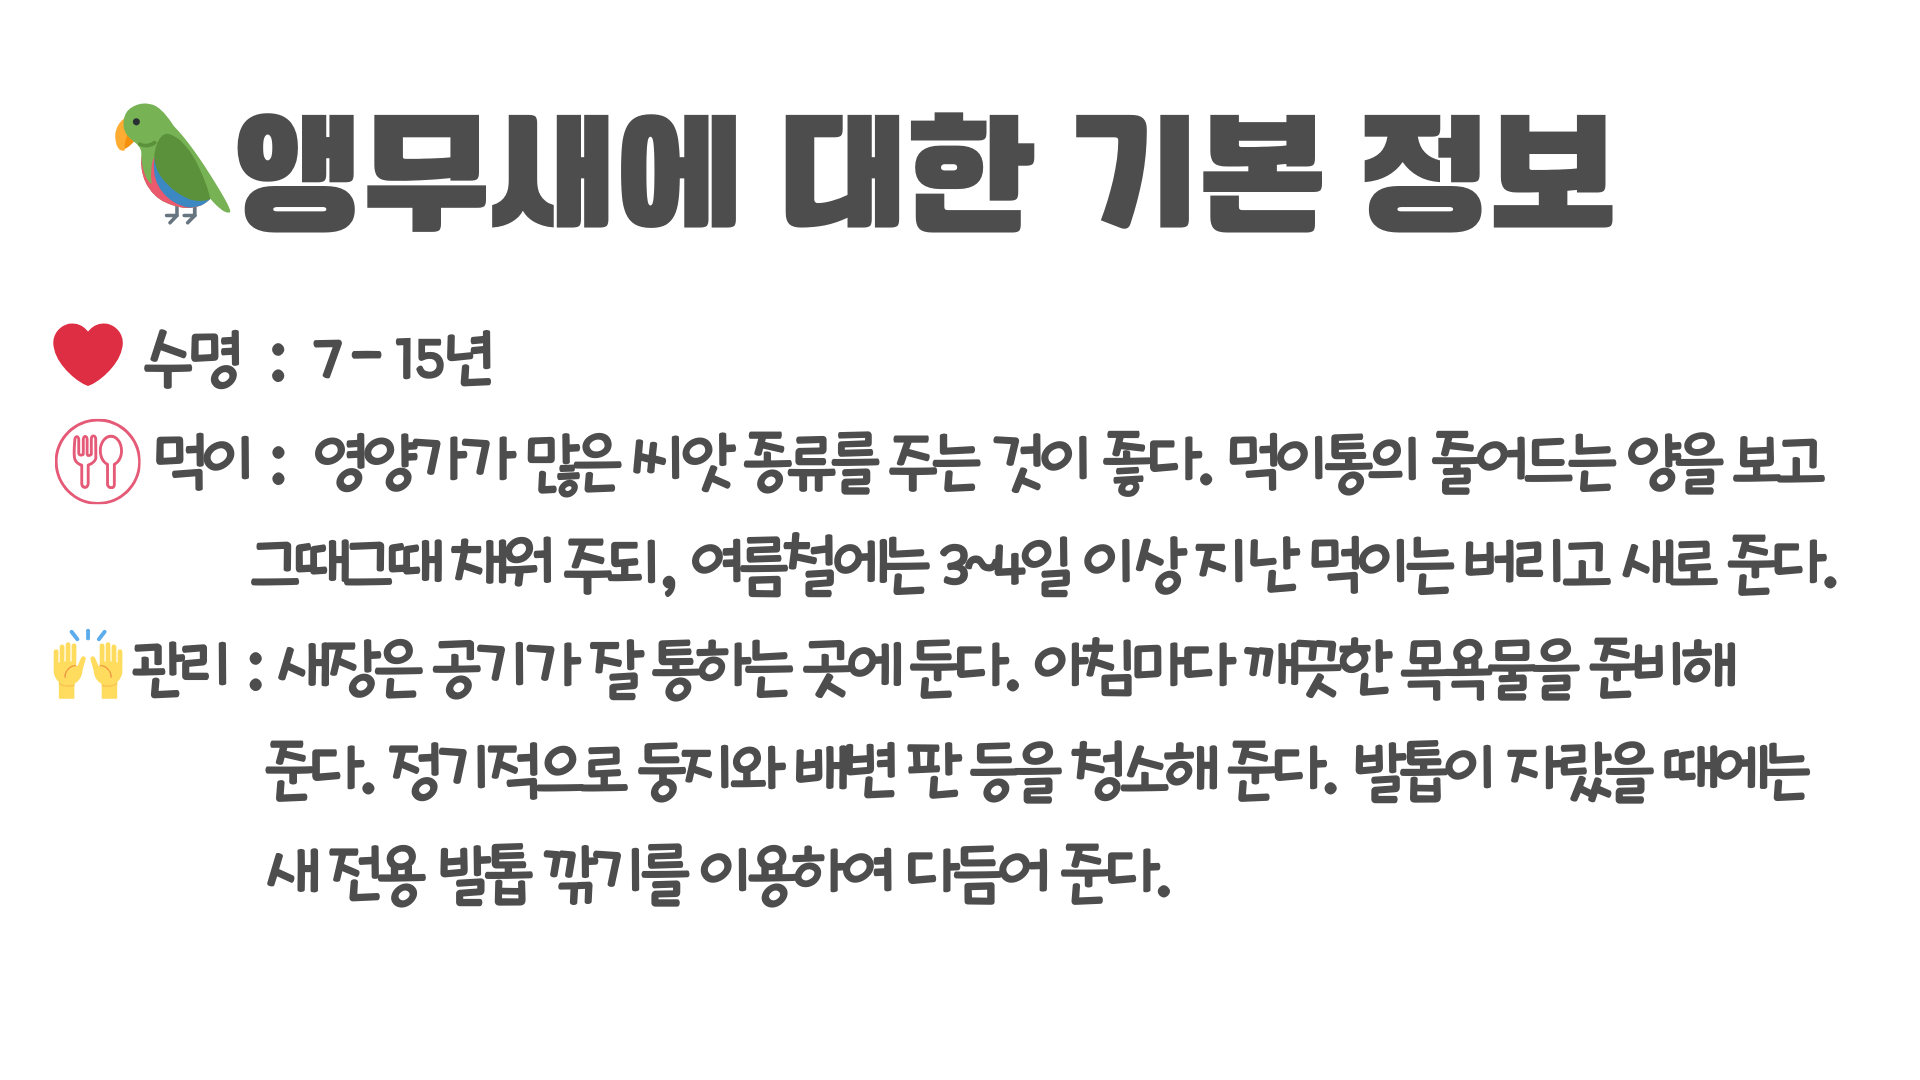 앵무새에 대한 기본 정보
수명 : 7 - 15년
먹이 : 영양가가 많은 씨앗 종류를 주는 것이 좋다. 먹이통의 줄어드는 양을 보고
그때그때 채워 주되, 여름철에는 3~4일 이상 지난 먹이는 버리고 새로 준다.
관리 : 새장은 공기가 잘 통하는 곳에 둔다. 아침마다 깨끗한 목욕물을 준비해
준다. 정기적으로 둥지와 배변 판 등을 청소해 준다. 발톱이 자랐을 때에는
새 전용 발톱 깎기를 이용하여 다듬어 준다.